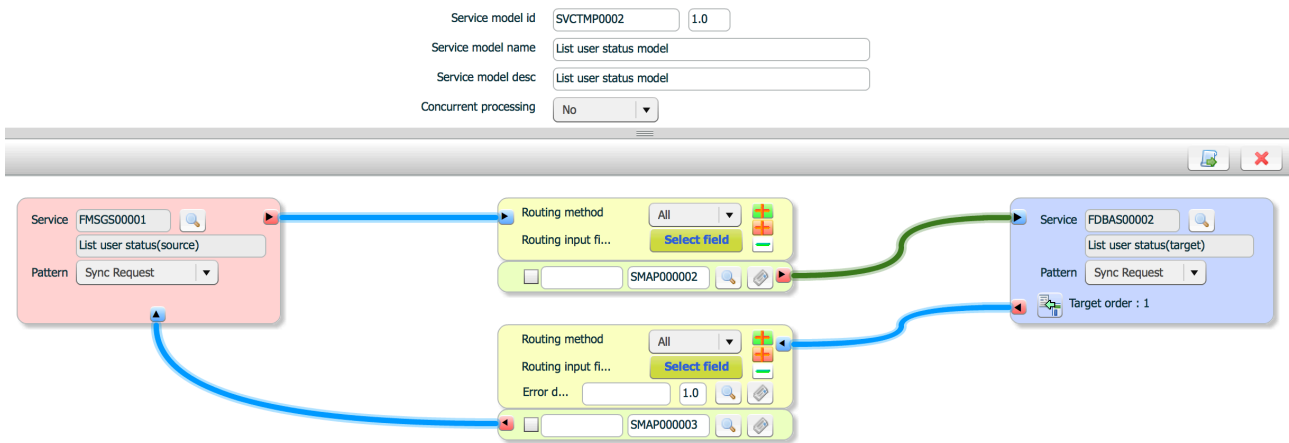 Service model id SVCTMP0002 1.0
Service model name List user status model
Service model desc List user status model
Concurrent processing No
Service FMSGS00001
List user status(source)
Pattern Sync Request
Routing method All
Routing input fi... Select field
SMAP000002
Service FDBAS00002
List user status(target)
Pattern Sync Request
Target order : 1
Routing method All
Routing input fi... Select field
Error d... 1.0
SMAP000003